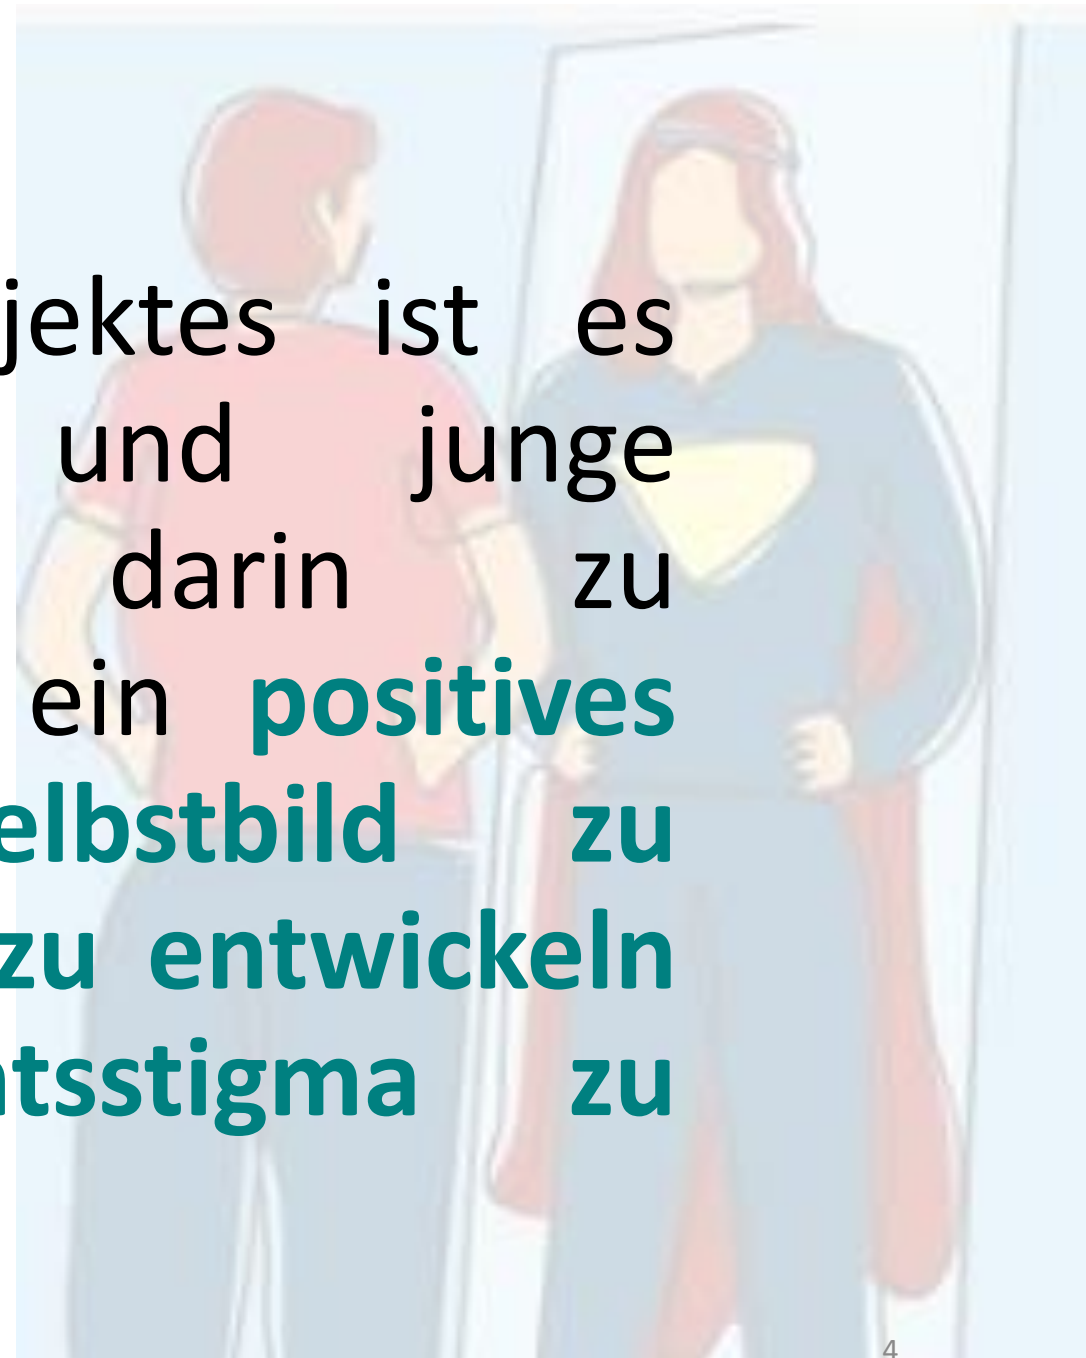 jektes ist es
und junge
darin zu
ein positives
elbstbild zu
zu entwickeln
tsstigma zu
4